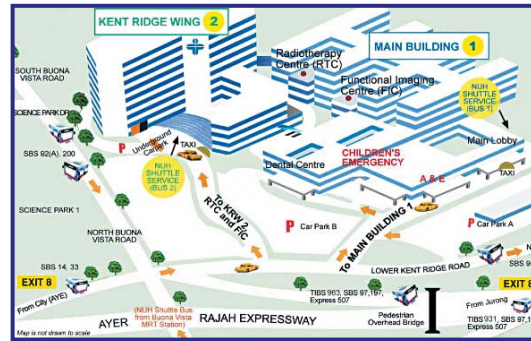 KENT RIDGE WING 2
MAIN BUILDING 1
Radiotherapy
Centre (RTC)
Functional Imaging
Centre (FIC)
NUH
SHUTTLE
SERVICE
(BUS 1)
SOUTH BUONA
VISTA ROAD
SCIENCE PARK DR
SBS 92(A), 200
P
Underground
Carpark
TAXI
NUH
SHUTTLE
SERVICE
(BUS 2)
Dental Centre
CHILDREN'S
EMERGENCY
A & E
Main Lobby
TAXI
SCIENCE PARK 1
To KRW 2
RTC and FIC
P
Car Park B
To MAIN BUILDING 1
P
Car Park A
NORTH BUONA
VISTA ROAD
LOWER KENT RIDGE ROAD
SBS 14, 33
EXIT 8
From City (AYE)
TIBS 963, SBS 97,197,
Express 507
EXIT 8
From Jurong
(NUH Shuttle Bus
from Buona Vista
MRT Station)
Pedestrian
Overhead Bridge
AYER RAJAH EXPRESSWAY
Map is not drawn to scale